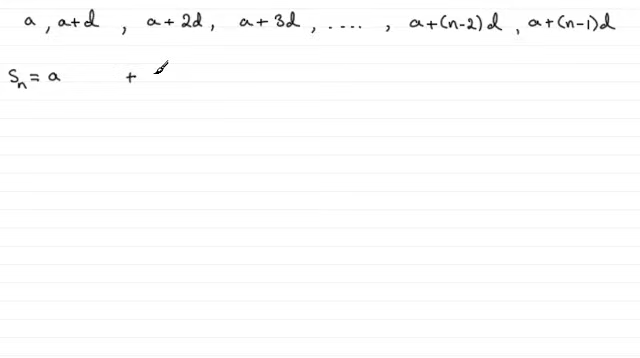 a , a+d , a+2d , a+3d , .... , a+(n-2)d , a+(n-1)d
Sn = a +